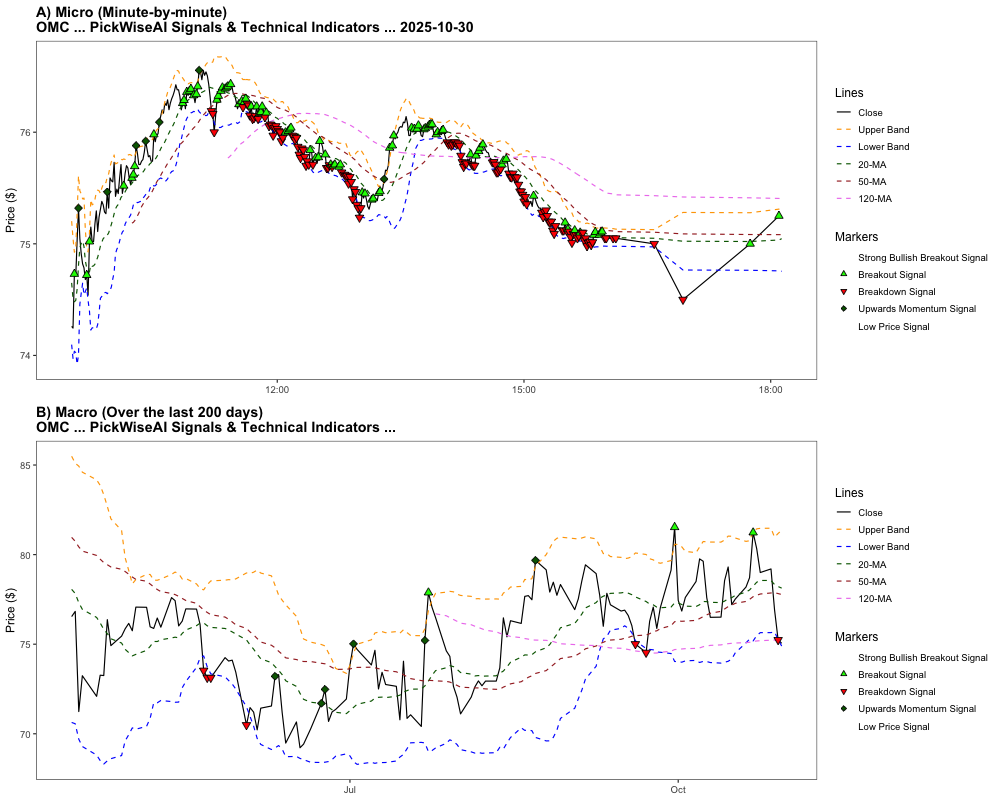 A) Micro (Minute-by-minute)
OMC ... PickWiseAI Signals & Technical Indicators ... 2025-10-30
Price ($)
76
75
74
12:00
15:00
18:00
Lines
Close
Upper Band
Lower Band
20-MA
50-MA
120-MA
Markers
Strong Bullish Breakout Signal
Breakout Signal
Breakdown Signal
Upwards Momentum Signal
Low Price Signal
B) Macro (Over the last 200 days)
OMC ... PickWiseAI Signals & Technical Indicators ...
Price ($)
85
80
75
70
Jul
Oct
Lines
Close
Upper Band
Lower Band
20-MA
50-MA
120-MA
Markers
Strong Bullish Breakout Signal
Breakout Signal
Breakdown Signal
Upwards Momentum Signal
Low Price Signal